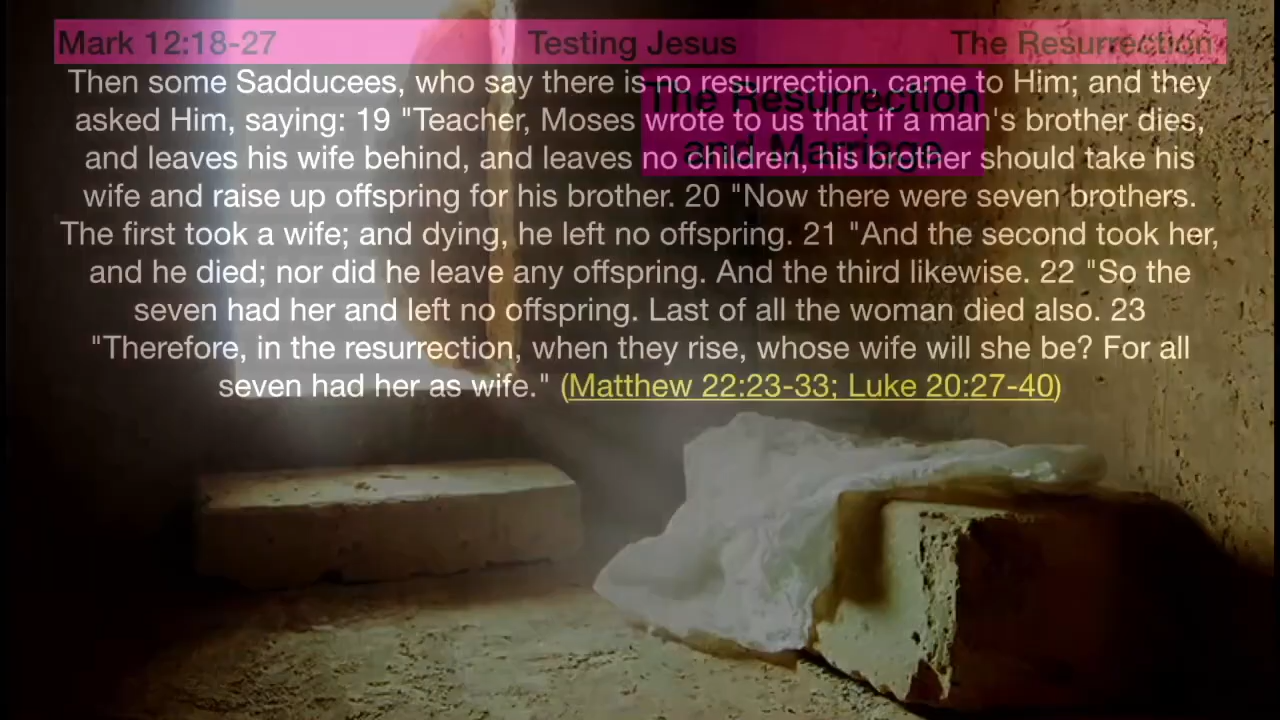 Mark 12:18-27 Testing Jesus The Resurrection
Then some Sadducees, who say there is no resurrection, came to Him; and they
The Resurrection
asked Him, saying: 19 "Teacher, Moses wrote to us that if a man's brother dies,
and Marriage
and leaves his wife behind, and leaves no children, his brother should take his
wife and raise up offspring for his brother. 20 "Now there were seven brothers.
The first took a wife; and dying, he left no offspring. 21 "And the second took her,
and he died; nor did he leave any offspring. And the third likewise. 22 "So the
seven had her and left no offspring. Last of all the woman died also. 23
"Therefore, in the resurrection, when they rise, whose wife will she be? For all
seven had her as wife." (Matthew 22:23-33; Luke 20:27-40)